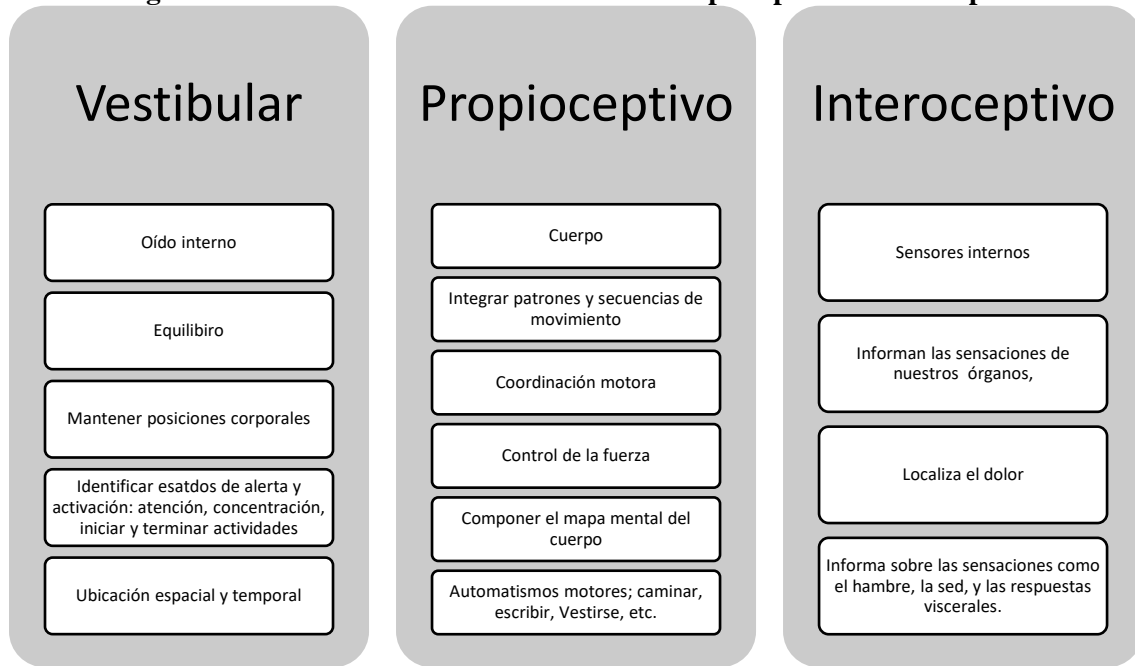 Vestibular
Oído interno
Equilibiro
Mantener posiciones corporales
Identificar esatdos de alerta y
activación: atención, concentración,
iniciar y terminar actividades
Ubicación espacial y temporal
Propioceptivo
Cuerpo
Integrar patrones y secuencias de
movimiento
Coordinación motora
Control de la fuerza
Componer el mapa mental del
cuerpo
Automatismos motores; caminar,
escribir, Vestirse, etc.
Interoceptivo
Sensores internos
Informan las sensaciones de
nuestros órganos,
Localiza el dolor
Informa sobre las sensaciones como
el hambre, la sed, y las respuestas
viscerales.